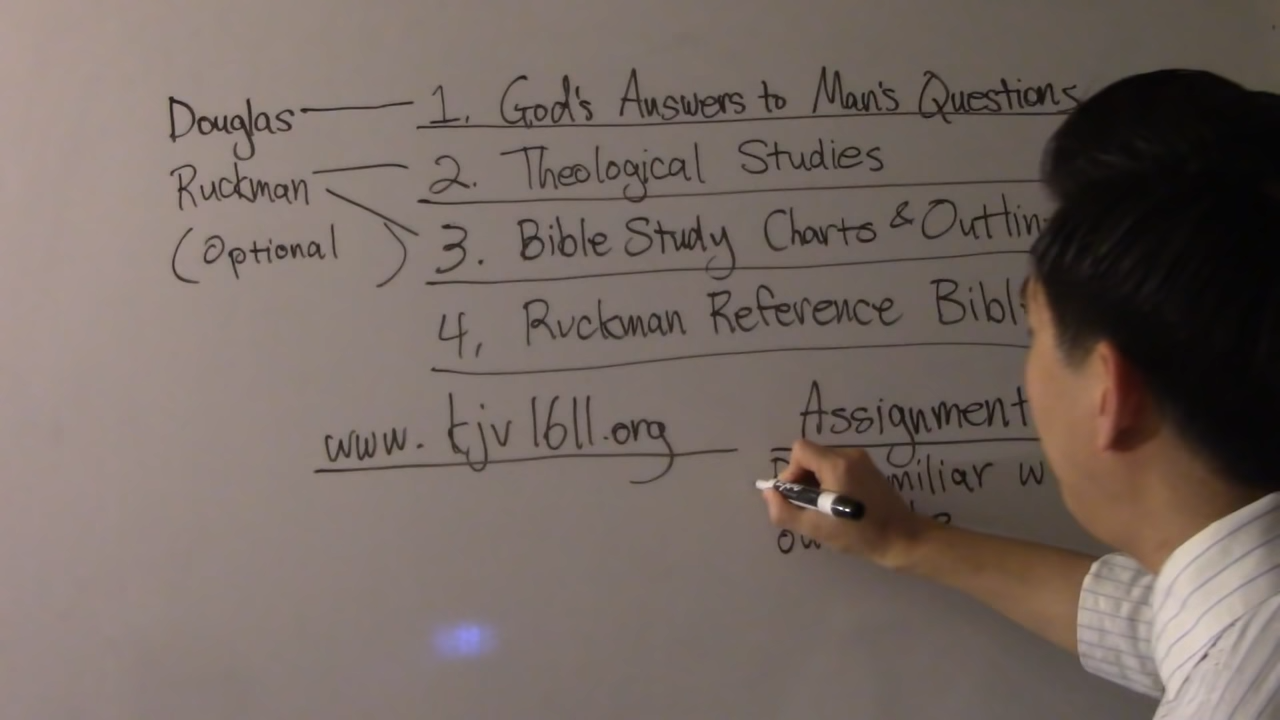 Douglas 1. God's Answers to Man's Questions
Ruckman 2. Theological Studies
(Optional) 3. Bible Study Charts & Outlin
4, Ruckman Reference Bibl
www.kjv1611.org
Assignment
miliar w